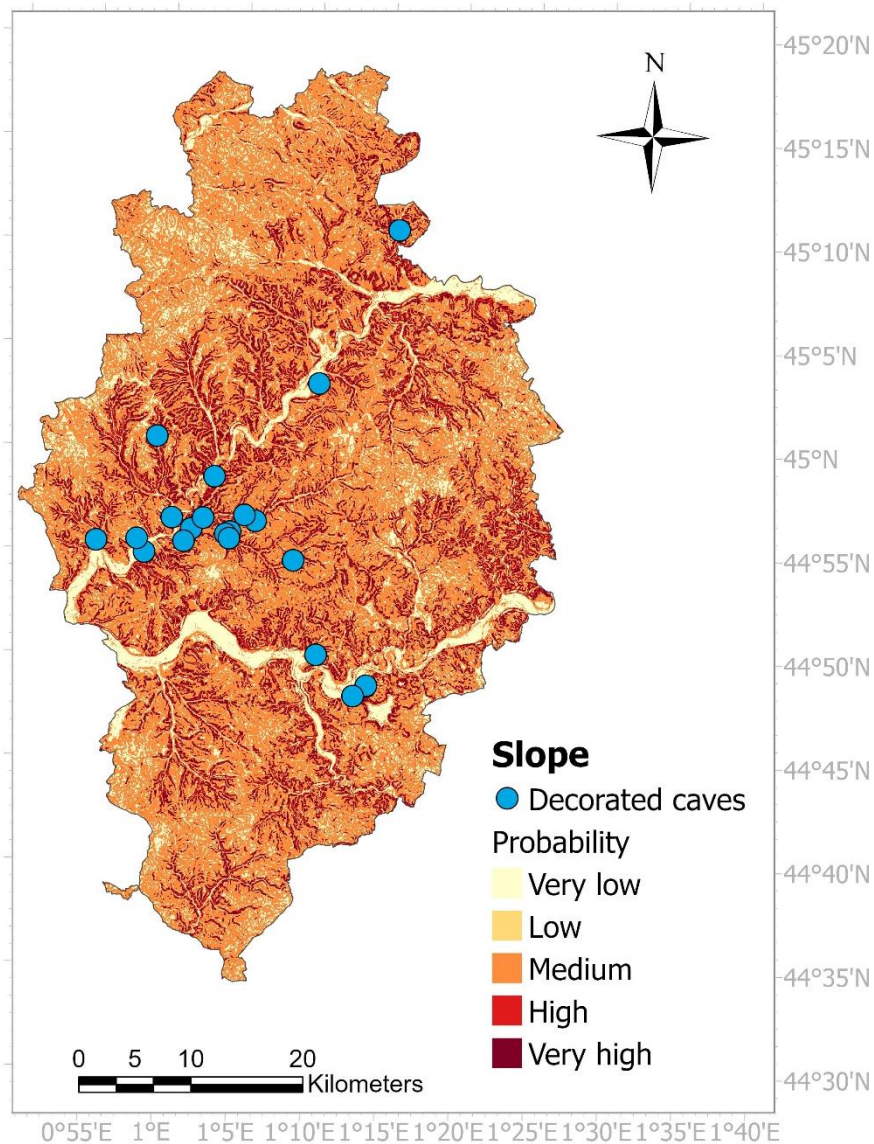 N
45°20'N
45°15'N
45°10'N
45°5'N
45°N
44°55'N
44°50'N
44°45'N
44°40'N
44°35'N
44°30'N
Slope
Decorated caves
Probability
Very low
Low
Medium
High
Very high
0 5 10 20
Kilometers
0°55'E 1°E 1°5'E 1°10'E 1°15'E 1°20'E 1°25'E 1°30'E 1°35'E 1°40'E